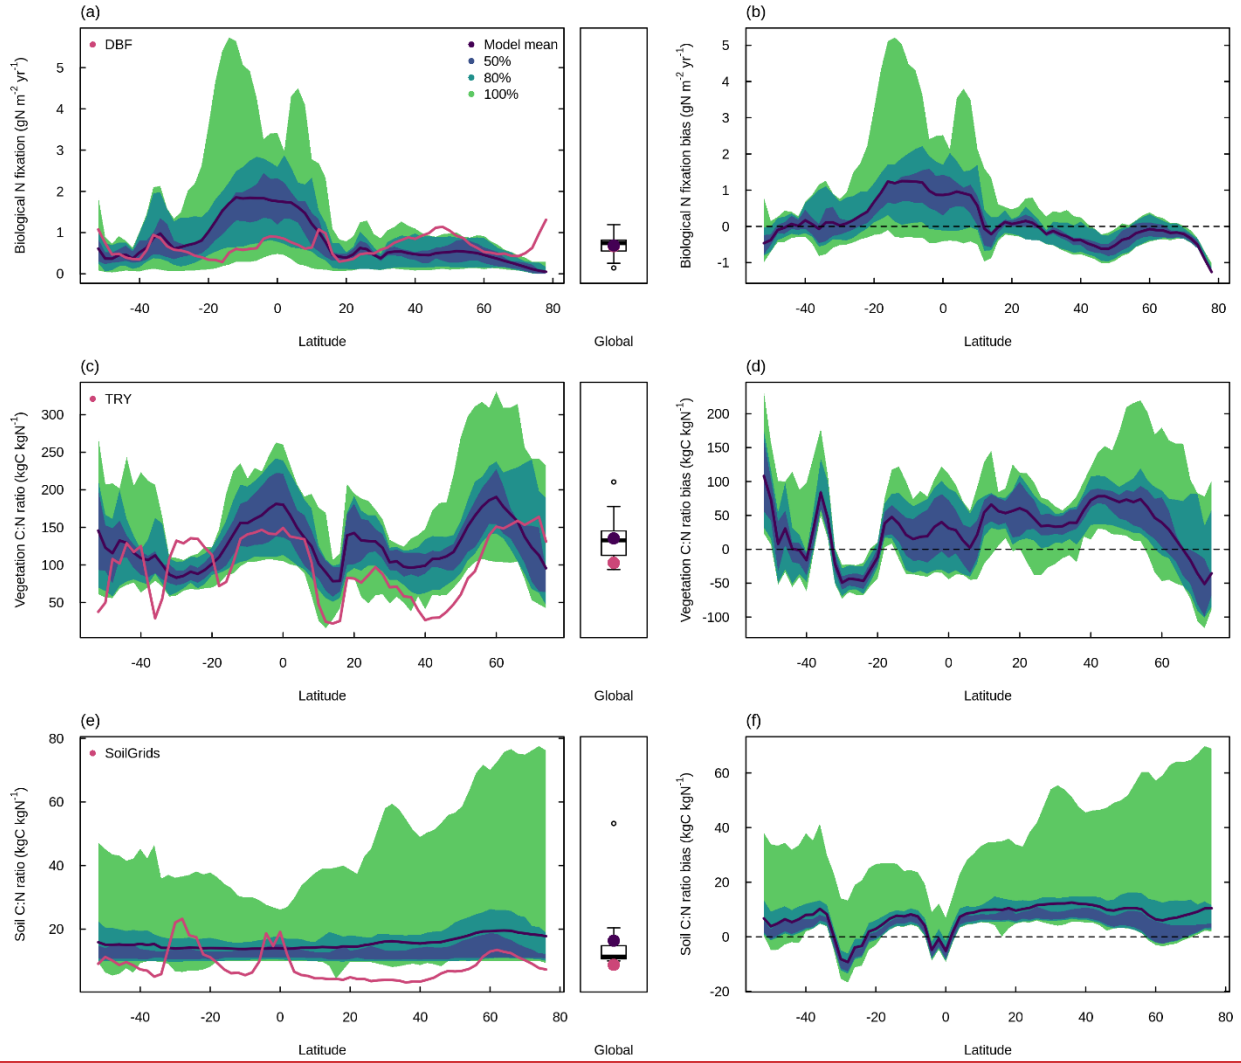 (a)
DBF
Model mean
50%
80%
100%
Biological N fixation (gN m⁻² yr⁻¹)
5
4
3
2
1
0
-40 -20 0 20 40 60 80
Latitude
Global
(b)
Biological N fixation bias (gN m⁻² yr⁻¹)
5
4
3
2
1
0
-1
-40 -20 0 20 40 60 80
Latitude
(c)
TRY
Vegetation C:N ratio (kgC kgN⁻¹)
300
250
200
150
100
50
-40 -20 0 20 40 60
Latitude
Global
(d)
Vegetation C:N ratio bias (kgC kgN⁻¹)
200
150
100
50
0
-50
-100
-40 -20 0 20 40 60
Latitude
(e)
SoilGrids
Soil C:N ratio (kgC kgN⁻¹)
80
60
40
20
-40 -20 0 20 40 60 80
Latitude
Global
(f)
Soil C:N ratio bias (kgC kgN⁻¹)
60
40
20
0
-20
-40 -20 0 20 40 60 80
Latitude